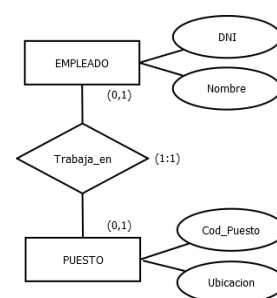 DNI
EMPLEADO
Nombre
(0,1)
Trabaja_en
(1:1)
(0,1)
Cod_Puesto
PUESTO
Ubicacion